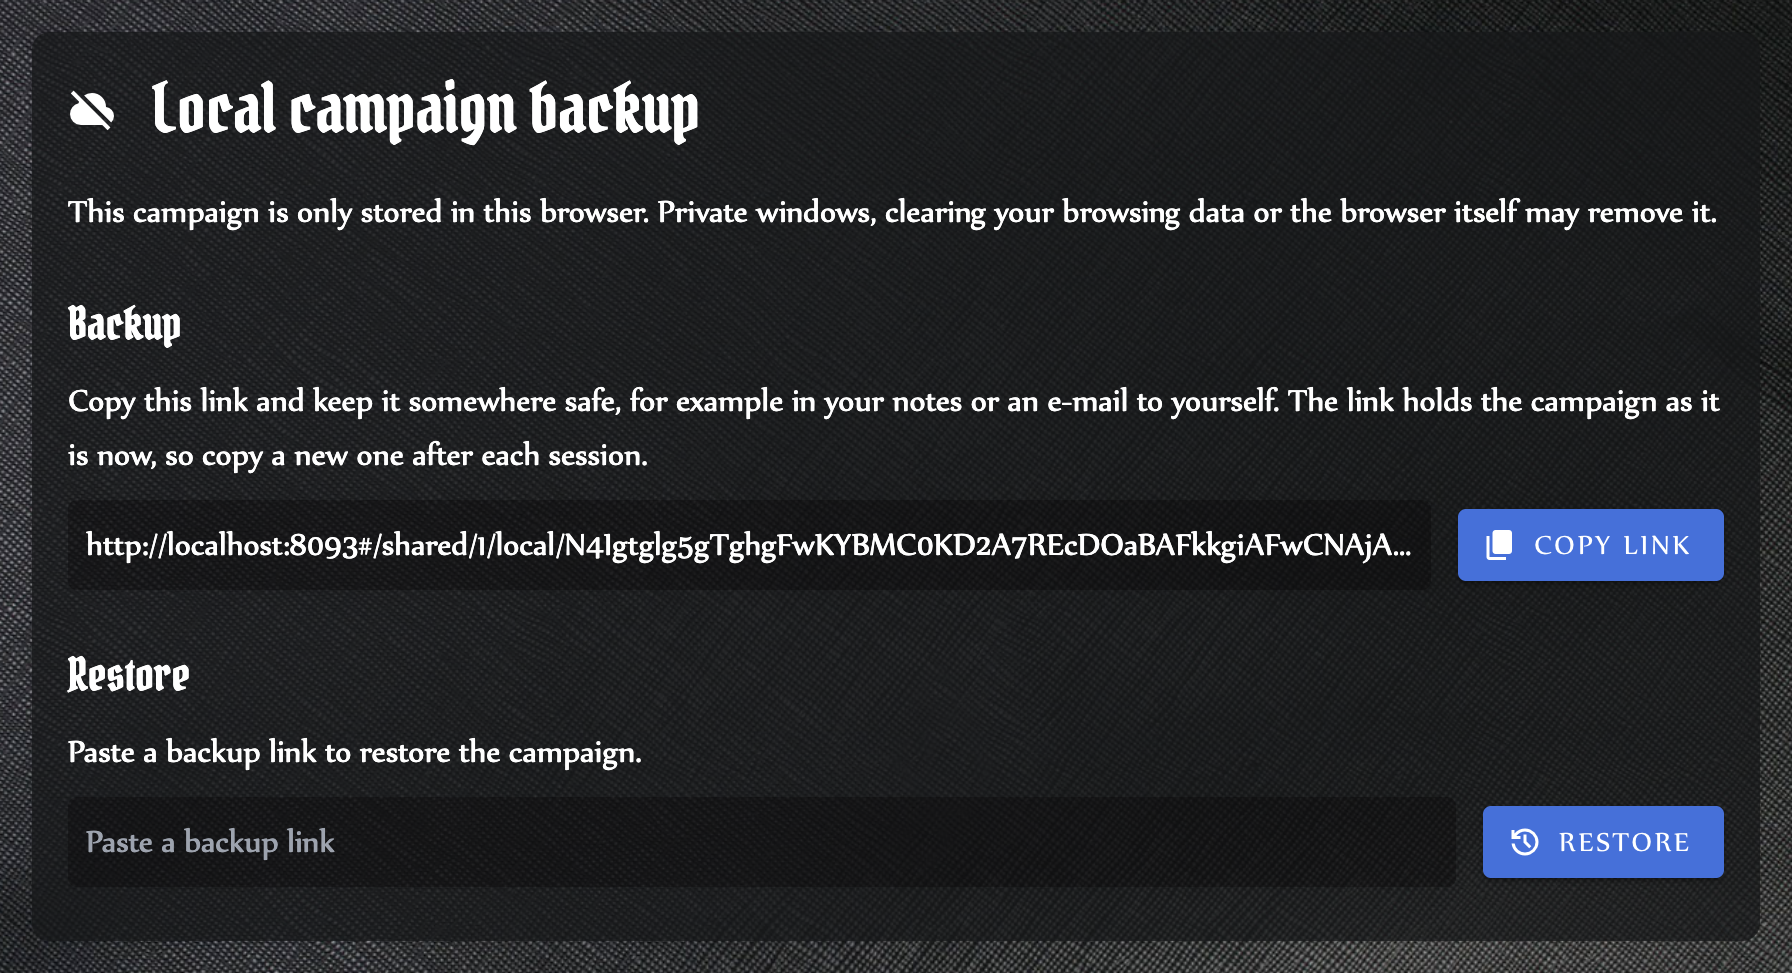 Local campaign backup
This campaign is only stored in this browser. Private windows, clearing your browsing data or the browser itself may remove it.
Backup
Copy this link and keep it somewhere safe, for example in your notes or an e-mail to yourself. The link holds the campaign as it
is now, so copy a new one after each session.
http://localhost:8093#/shared/1/local/N4Igtglg5gTghgFwKYBMC0KD2A7REcDOaBAFkkgiAFwCNAjA...
COPY LINK
Restore
Paste a backup link to restore the campaign.
Paste a backup link
RESTORE